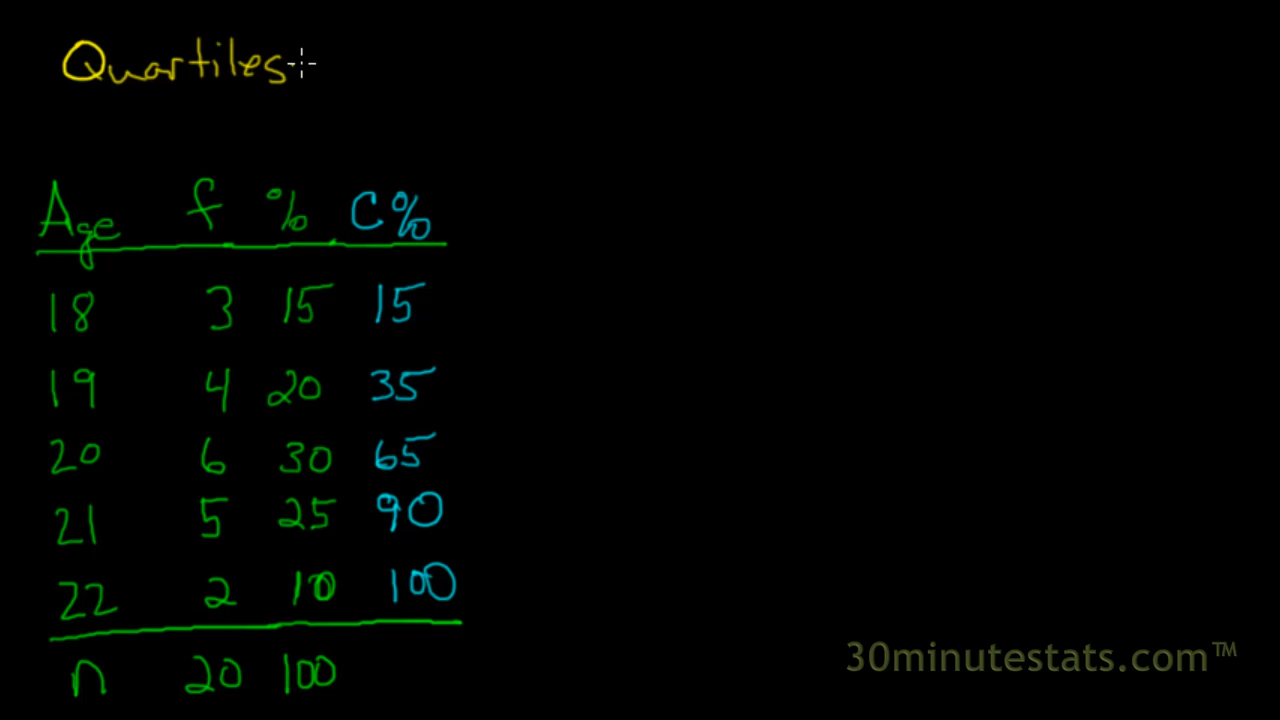 Quartiles
Age f % C%
18 3 15 15
19 4 20 35
20 6 30 65
21 5 25 90
22 2 10 100
n 20 100
30minutestats.com™